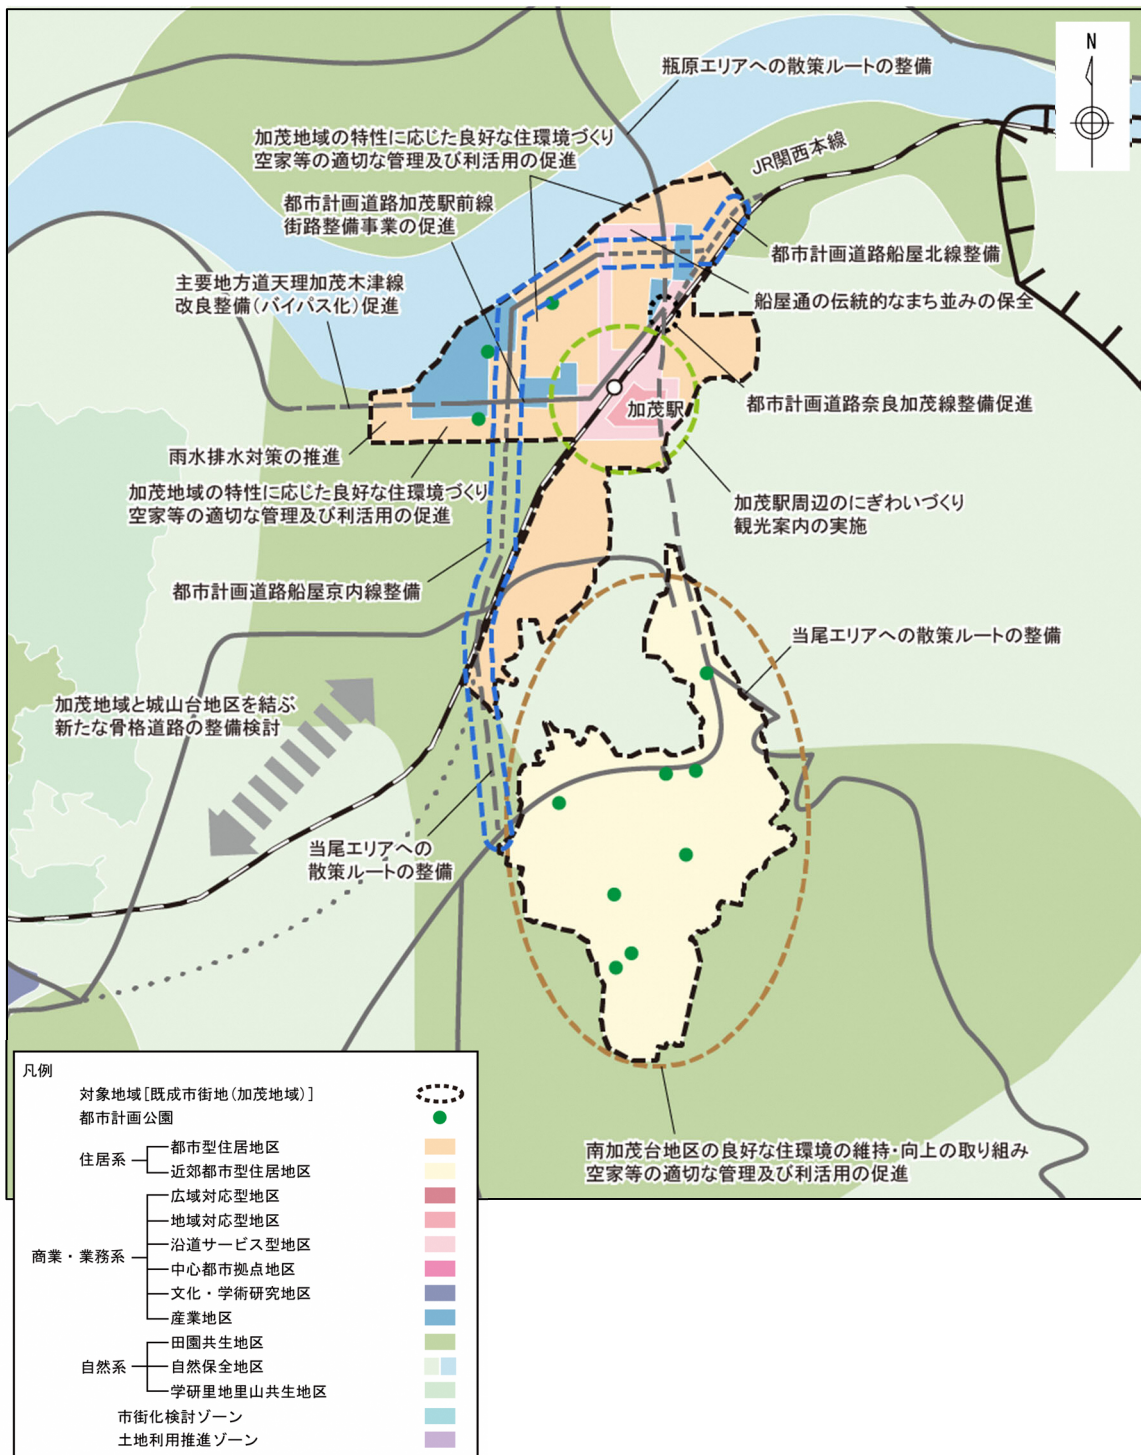 N
瓶原エリアへの散策ルートの整備
加茂地域の特性に応じた良好な住環境づくり
空家等の適切な管理及び利活用の促進
JR関西本線
都市計画道路加茂駅前線
街路整備事業の促進
都市計画道路船屋北線整備
主要地方道天理加茂木津線
改良整備(バイパス化)促進
船屋通の伝統的なまち並みの保全
加茂駅
都市計画道路奈良加茂線整備促進
雨水排水対策の推進
加茂地域の特性に応じた良好な住環境づくり
空家等の適切な管理及び利活用の促進
加茂駅周辺のにぎわいづくり
観光案内の実施
都市計画道路船屋京内線整備
当尾エリアへの散策ルートの整備
加茂地域と城山台地区を結ぶ
新たな骨格道路の整備検討
当尾エリアへの
散策ルートの整備
南加茂台地区の良好な住環境の維持・向上の取り組み
空家等の適切な管理及び利活用の促進
凡例
対象地域[既成市街地(加茂地域)]
都市計画公園
住居系
都市型住居地区
近郊都市型住居地区
商業・業務系
広域対応型地区
地域対応型地区
沿道サービス型地区
中心都市拠点地区
文化・学術研究地区
産業地区
自然系
田園共生地区
自然保全地区
学研里地里山共生地区
市街化検討ゾーン
土地利用推進ゾーン